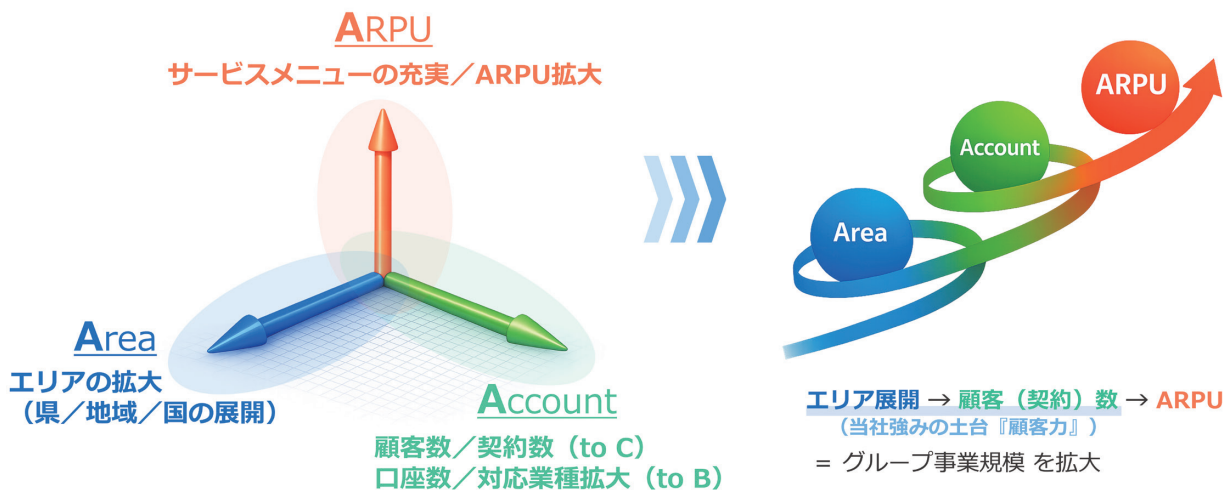 ARPU
サービスメニューの充実／ARPU拡大
Area
エリアの拡大
（県／地域／国の展開）
Account
顧客数／契約数（to C）
口座数／対応業種拡大（to B）
ARPU
Account
Area
エリア展開 → 顧客（契約）数 → ARPU
（当社強みの土台『顧客力』）
= グループ事業規模 を拡大